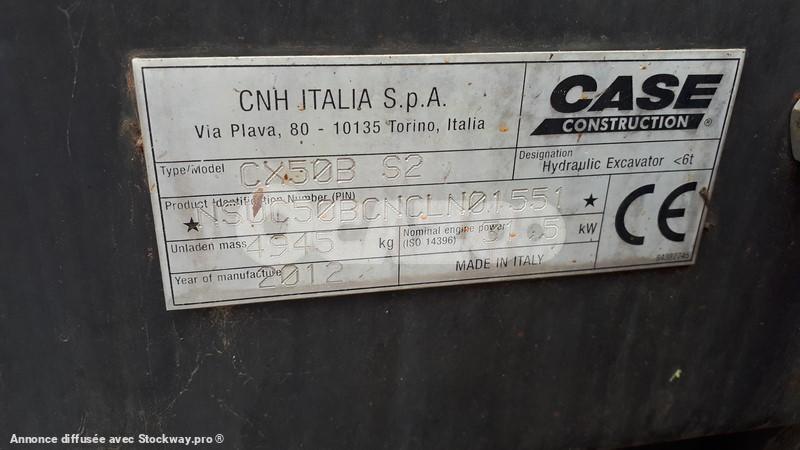 CNH ITALIA S.p.A.
Via Plava, 80 - 10135 Torino, Italia
CASE
CONSTRUCTION ®
Type/Model CX50B S2
Designation
Hydraulic Excavator <6t
Product Identification Number (PIN)
★ NSOL50BCNCLN01551 ★
Unladen mass 4945 kg
Nominal engine power
(ISO 14396) kW
CE
Year of manufacture 2012
MADE IN ITALY
84382745
Annonce diffusée avec Stockway.pro®